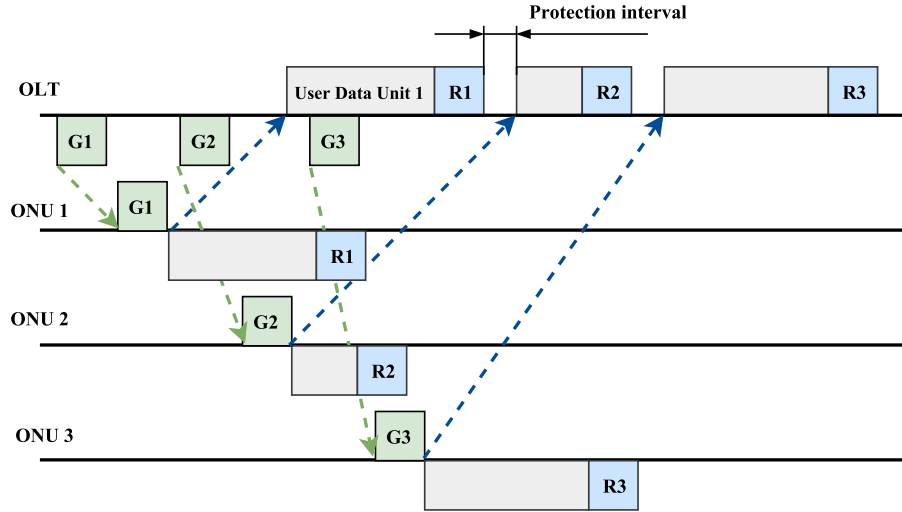 Protection interval
OLT
User Data Unit 1
R1
R2
R3
G1
G2
G3
G1
ONU 1
R1
ONU 2
G2
R2
ONU 3
G3
R3